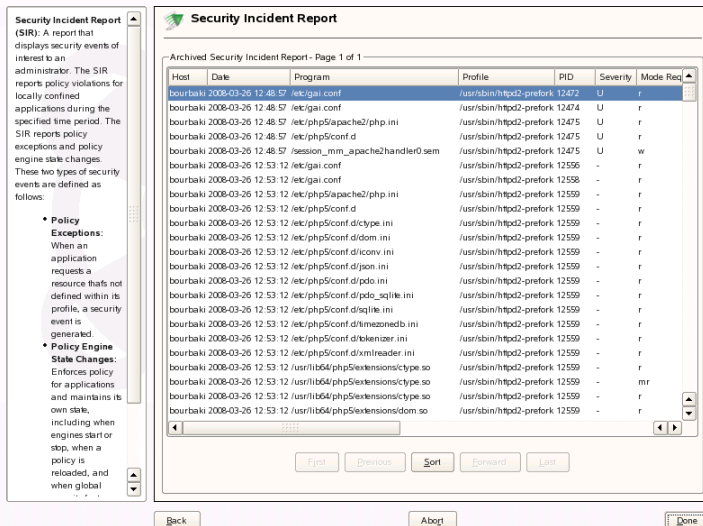 Security Incident Report
(SIR): A report that
displays security events of
interest to an
administrator. The SIR
reports policy violations for
locally confined
applications during the
specified time period. The
SIR reports policy
exceptions and policy
engine state changes.
These two types of security
events are defined as
follows:
Policy
Exceptions:
When an
application
requests a
resource that's not
defined within its
profile, a security
event is
generated.
Policy Engine
State Changes:
Enforces policy
for applications
and maintains its
own state,
including when
engines start or
stop, when a
policy is
reloaded, and
when global
Security Incident Report
Archived Security Incident Report - Page 1 of 1
Host Date Program Profile PID Severity Mode Req
bourbaki 2008-03-26 12:48:57 /etc/gai.conf /usr/sbin/httpd2-prefork 12472 U r
bourbaki 2008-03-26 12:48:57 /etc/gai.conf /usr/sbin/httpd2-prefork 12474 U r
bourbaki 2008-03-26 12:48:57 /etc/php5/apache2/php.ini /usr/sbin/httpd2-prefork 12475 U r
bourbaki 2008-03-26 12:48:57 /etc/php5/conf.d /usr/sbin/httpd2-prefork 12475 U r
bourbaki 2008-03-26 12:48:57 /session_mm_apache2handler0.sem /usr/sbin/httpd2-prefork 12475 U w
bourbaki 2008-03-26 12:53:12 /etc/gai.conf /usr/sbin/httpd2-prefork 12556 - r
bourbaki 2008-03-26 12:53:12 /etc/gai.conf /usr/sbin/httpd2-prefork 12558 - r
bourbaki 2008-03-26 12:53:12 /etc/php5/apache2/php.ini /usr/sbin/httpd2-prefork 12559 - r
bourbaki 2008-03-26 12:53:12 /etc/php5/conf.d /usr/sbin/httpd2-prefork 12559 - r
bourbaki 2008-03-26 12:53:12 /etc/php5/conf.d/ctype.ini /usr/sbin/httpd2-prefork 12559 - r
bourbaki 2008-03-26 12:53:12 /etc/php5/conf.d/dom.ini /usr/sbin/httpd2-prefork 12559 - r
bourbaki 2008-03-26 12:53:12 /etc/php5/conf.d/iconv.ini /usr/sbin/httpd2-prefork 12559 - r
bourbaki 2008-03-26 12:53:12 /etc/php5/conf.d/json.ini /usr/sbin/httpd2-prefork 12559 - r
bourbaki 2008-03-26 12:53:12 /etc/php5/conf.d/pdo.ini /usr/sbin/httpd2-prefork 12559 - r
bourbaki 2008-03-26 12:53:12 /etc/php5/conf.d/pdo_sqlite.ini /usr/sbin/httpd2-prefork 12559 - r
bourbaki 2008-03-26 12:53:12 /etc/php5/conf.d/sqlite.ini /usr/sbin/httpd2-prefork 12559 - r
bourbaki 2008-03-26 12:53:12 /etc/php5/conf.d/timezonedb.ini /usr/sbin/httpd2-prefork 12559 - r
bourbaki 2008-03-26 12:53:12 /etc/php5/conf.d/tokenizer.ini /usr/sbin/httpd2-prefork 12559 - r
bourbaki 2008-03-26 12:53:12 /etc/php5/conf.d/xmlreader.ini /usr/sbin/httpd2-prefork 12559 - r
bourbaki 2008-03-26 12:53:12 /usr/lib64/php5/extensions/ctype.so /usr/sbin/httpd2-prefork 12559 - r
bourbaki 2008-03-26 12:53:12 /usr/lib64/php5/extensions/ctype.so /usr/sbin/httpd2-prefork 12559 - mr
bourbaki 2008-03-26 12:53:12 /usr/lib64/php5/extensions/dom.so /usr/sbin/httpd2-prefork 12559 - r
First Previous Sort Forward Last
Back Abort Done